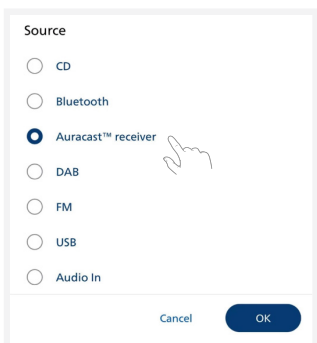 Source
CD
Bluetooth
Auracast™ receiver
DAB
FM
USB
Audio In
Cancel OK